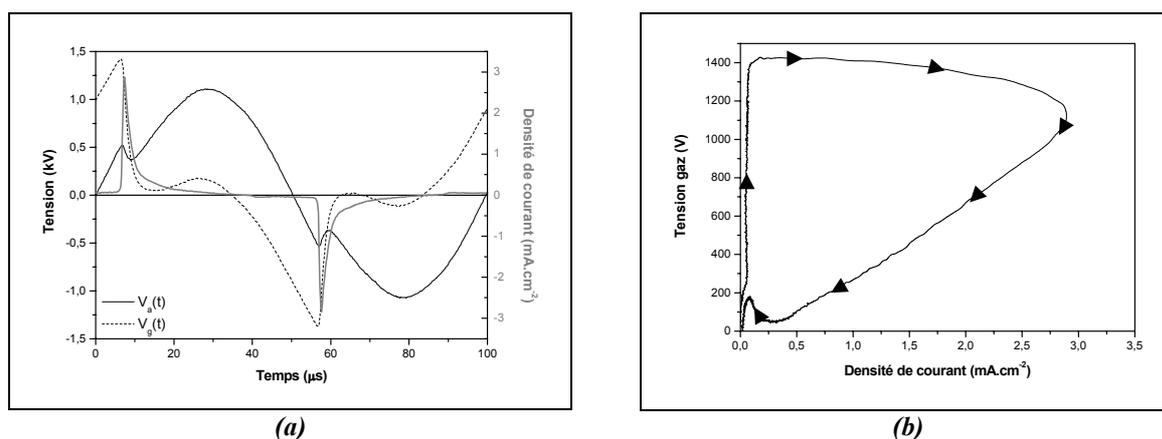 1,5
1,0
0,5
0,0
-0,5
-1,0
-1,5
Tension (kV)
3
2
1
0
-1
-2
-3
Densité de courant (mA.cm-2)
Va(t)
Vg(t)
0 20 40 60 80 100
Temps (µs)
(a)
1400
1200
1000
800
600
400
200
0
Tension gaz (V)
0,0 0,5 1,0 1,5 2,0 2,5 3,0 3,5
Densité de courant (mA.cm-2)
(b)